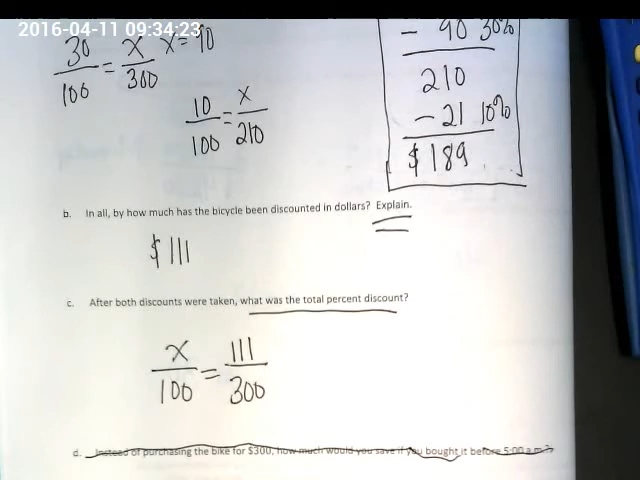 2016-04-11 09:34:23
30/100 = x/300 x = 90
10/100 = x/210
- 90 30%
210
- 21 10%
$189
b. In all, by how much has the bicycle been discounted in dollars? Explain.
$111
c. After both discounts were taken, what was the total percent discount?
x/100 = 111/300
d. Instead of purchasing the bike for $300, how much would you save if you bought it before 5:00 a.m.?